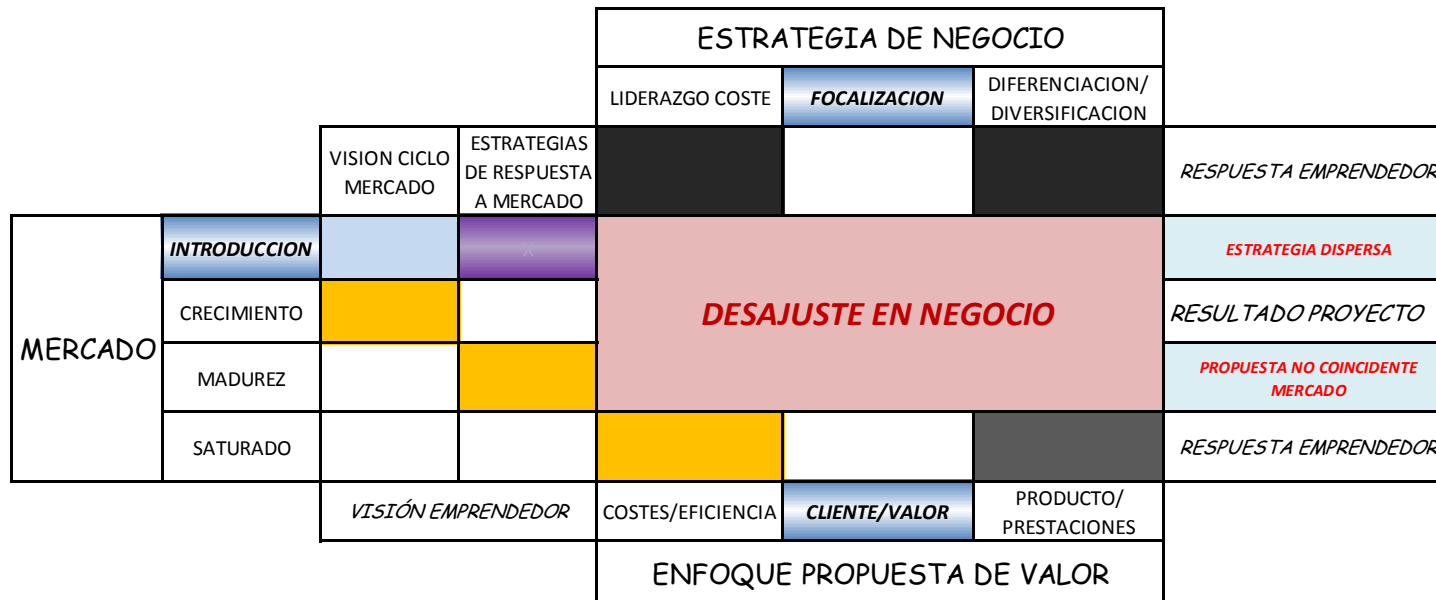 ESTRATEGIA DE NEGOCIO
LIDERAZGO COSTE
FOCALIZACION
DIFERENCIACION/
DIVERSIFICACION
VISION CICLO
MERCADO
ESTRATEGIAS
DE RESPUESTA
A MERCADO
RESPUESTA EMPRENDEDOR
MERCADO
INTRODUCCION
X
DESAJUSTE EN NEGOCIO
ESTRATEGIA DISPERSA
CRECIMIENTO
RESULTADO PROYECTO
MADUREZ
PROPUESTA NO COINCIDENTE
MERCADO
SATURADO
RESPUESTA EMPRENDEDOR
VISIÓN EMPRENDEDOR
COSTES/EFICIENCIA
CLIENTE/VALOR
PRODUCTO/
PRESTACIONES
ENFOQUE PROPUESTA DE VALOR